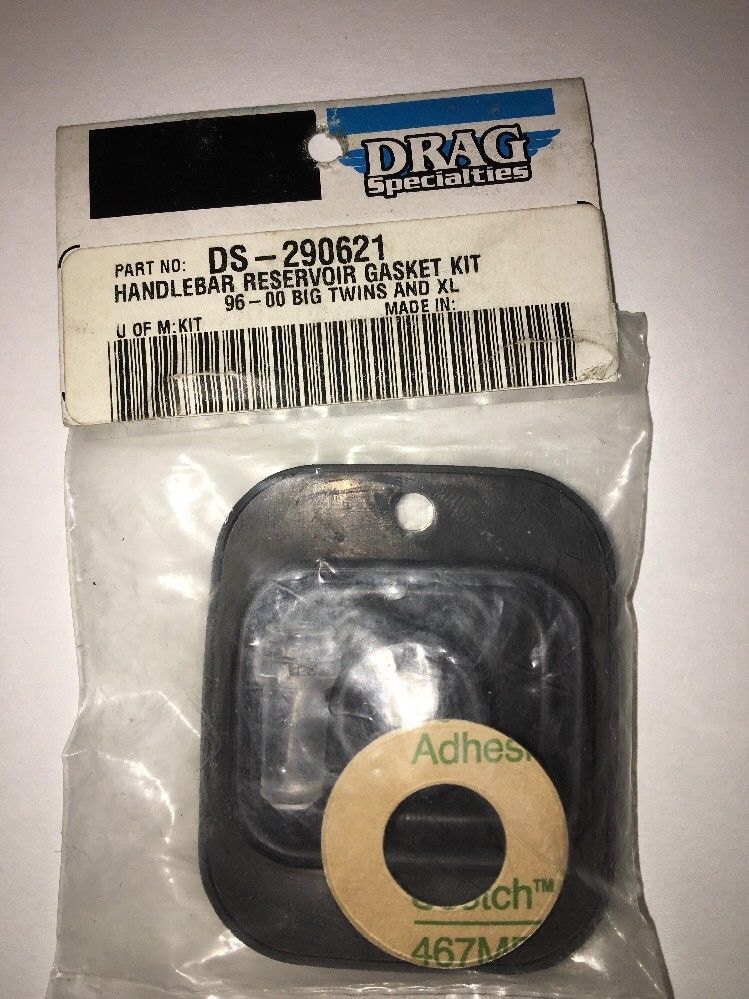 DRAG
Specialties
PART NO: DS-290621
HANDLEBAR RESERVOIR GASKET KIT
96-00 BIG TWINS AND XL
U OF M: KIT MADE IN:
Adhesi
467MP